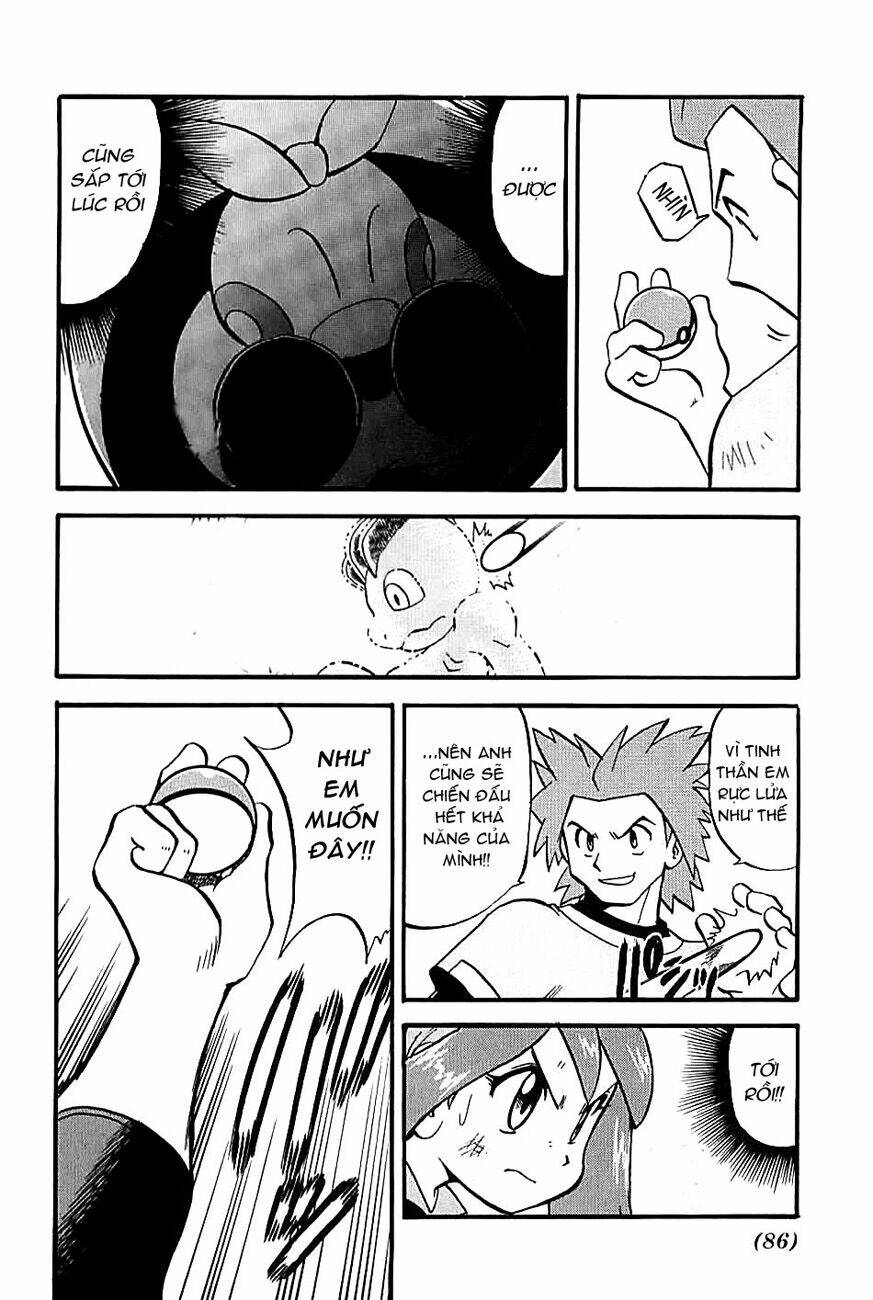 NHÌN
...
ĐƯỢC
CŨNG
SẮP TỚI
LÚC RỒI
VÌ TINH
THẦN EM
RỰC LỬA
NHƯ THẾ
...NÊN ANH
CŨNG SẼ
CHIẾN ĐẤU
HẾT KHẢ
NĂNG CỦA
MÌNH!!
TỚI
RỒI!!
NHƯ
EM
MUỐN
ĐÂY!!
(86)